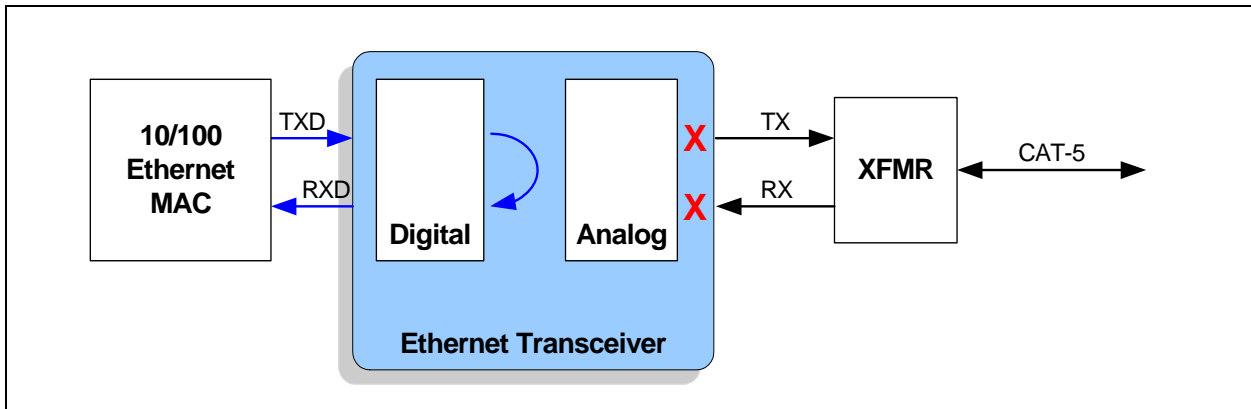 10/100
Ethernet
MAC
TXD
RXD
Digital
Analog
X
X
TX
RX
XFMR
CAT-5
Ethernet Transceiver